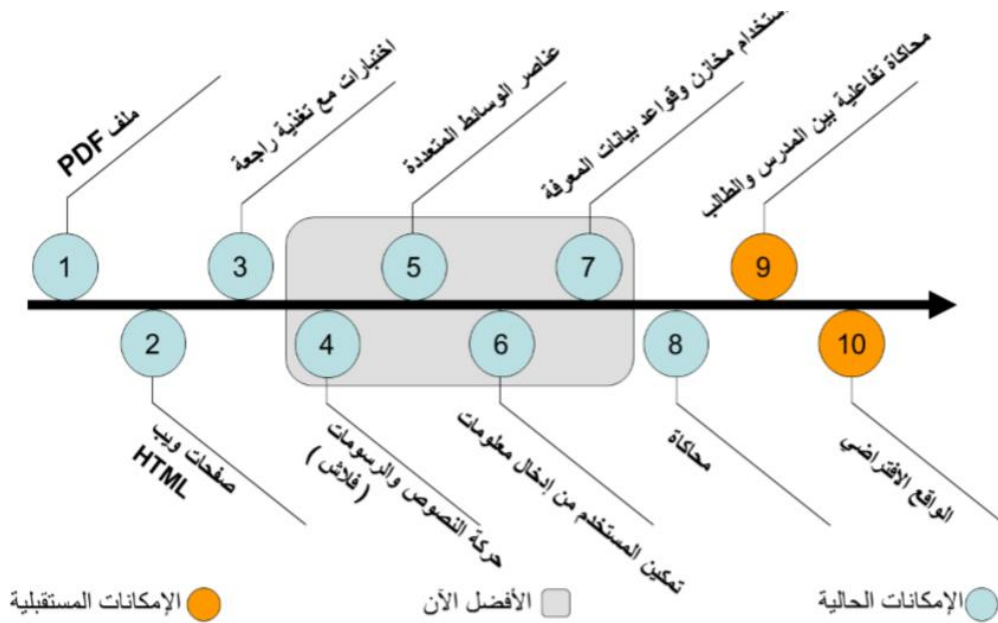 ملف PDF
اختبارات مع تغذية راجعة
عناصر الوسائط المتعددة
مخازن وقواعد بيانات المعرفة
محاكاة تفاعلية بين المدرس والطالب
1
3
5
7
9
2
4
6
8
10
صفحات ويب
HTML
حركة النصوص والرسومات
( فلاش )
تمكين المستخدم من إدخال معلومات
محاكاة
الواقع الافتراضي
الإمكانات الحالية
الأفضل الآن
الإمكانات المستقبلية